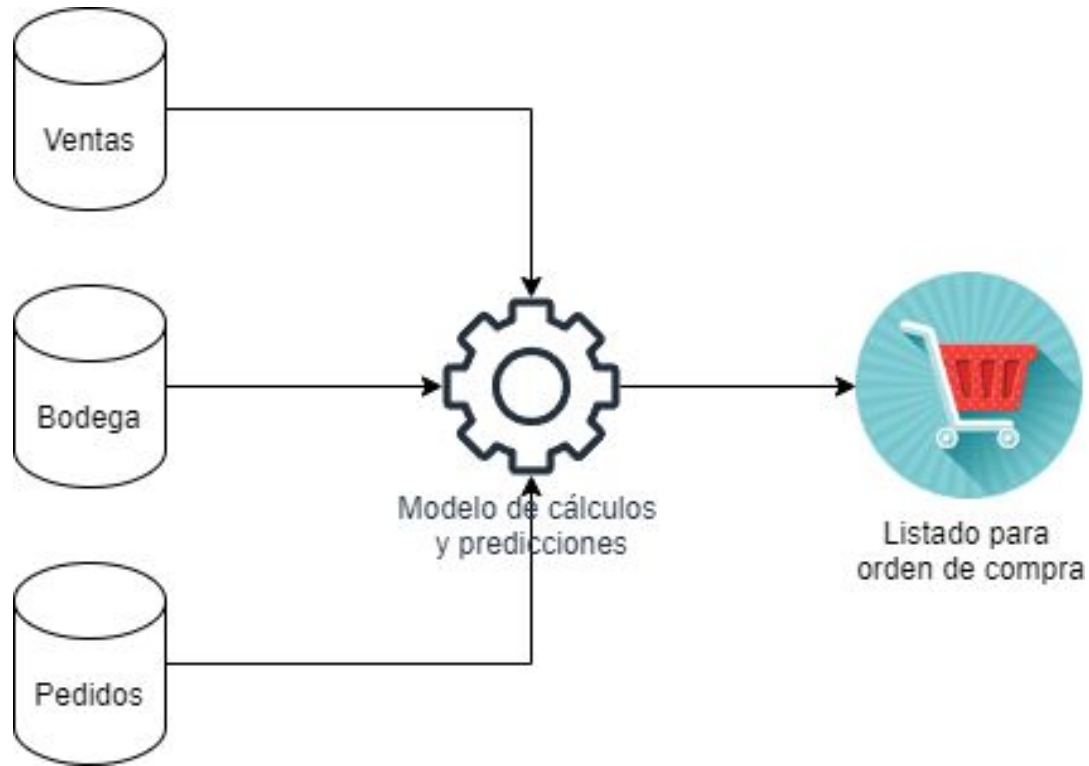 Ventas
Bodega
Modelo de cálculos
y predicciones
Listado para
orden de compra
Pedidos